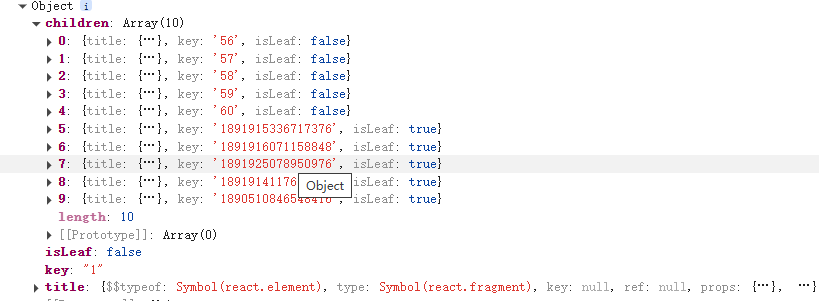 Object i
children: Array(10)
0: {title: {…}, key: '56', isLeaf: false}
1: {title: {…}, key: '57', isLeaf: false}
2: {title: {…}, key: '58', isLeaf: false}
3: {title: {…}, key: '59', isLeaf: false}
4: {title: {…}, key: '60', isLeaf: false}
5: {title: {…}, key: '1891915336717376', isLeaf: true}
6: {title: {…}, key: '1891916071158848', isLeaf: true}
7: {title: {…}, key: '1891925078950976', isLeaf: true}
8: {title: {…}, key: '18919141176 isLeaf: true}
Object
9: {title: {…}, key: isLeaf: true}
length: 10
[[Prototype]]: Array(0)
isLeaf: false
key: "1"
title: {$$typeof: Symbol(react.element), type: Symbol(react.fragment), key: null, ref: null, props: {…}, …}